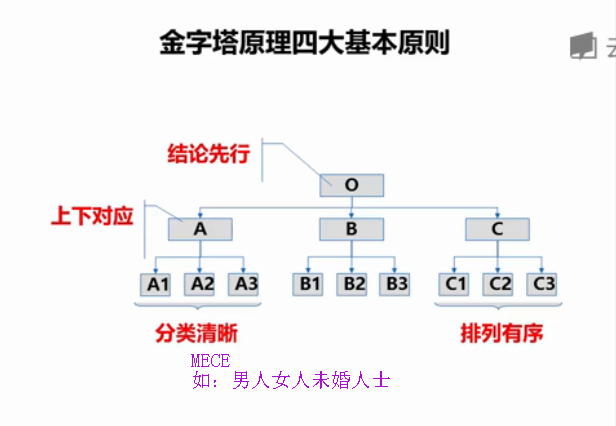 金字塔原理四大基本原则
云
结论先行
O
上下对应
A
B
C
A1 A2 A3 B1 B2 B3 C1 C2 C3
分类清晰
排列有序
MECE
如：男人女人未婚人士